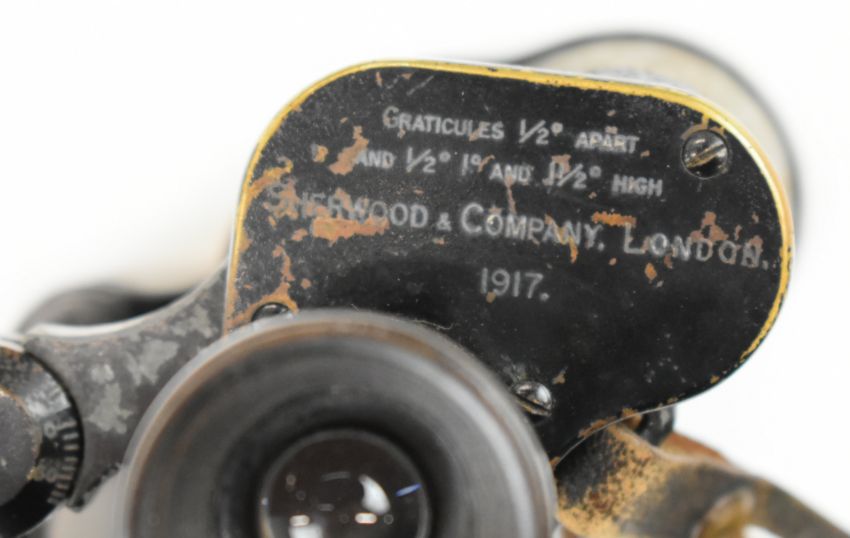 GRATICULES 1/2° APART
AND 1/2° 1° AND 1 1/2° HIGH
SHERWOOD & COMPANY, LONDON.
1917.